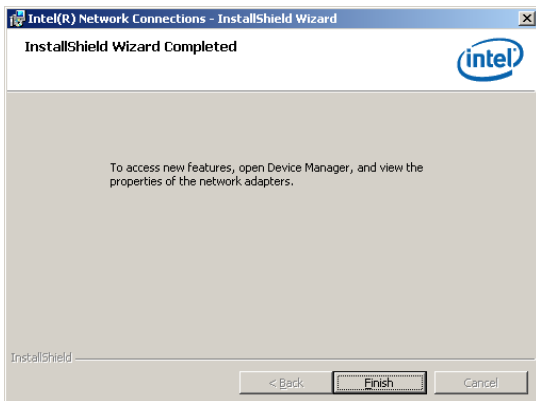 Intel(R) Network Connections - InstallShield Wizard
InstallShield Wizard Completed
intel
To access new features, open Device Manager, and view the
properties of the network adapters.
InstallShield
< Back
Finish
Cancel